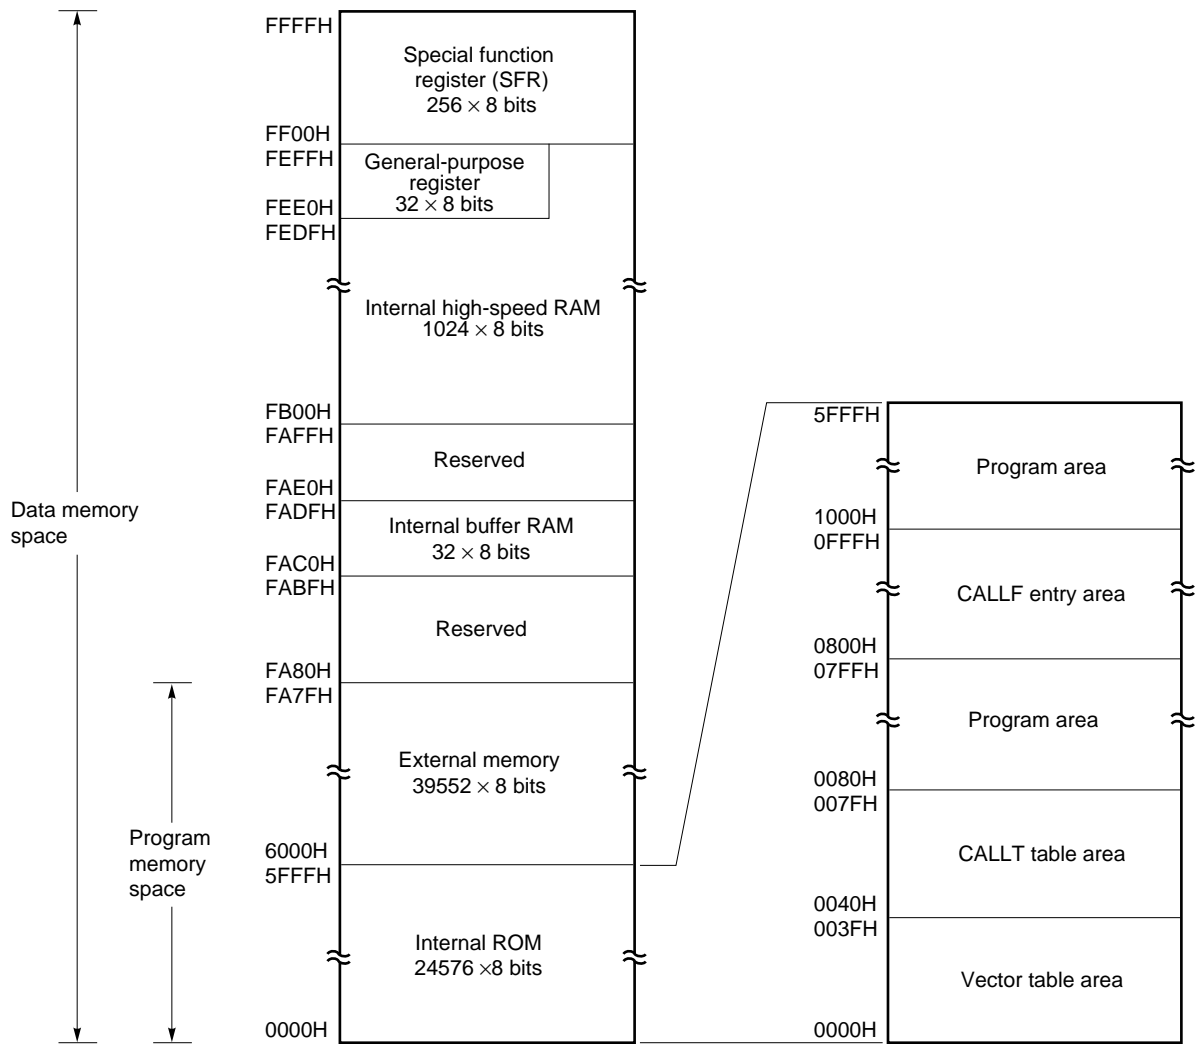 FFFFH
Special function
register (SFR)
256 × 8 bits
FF00H
FEFFH
General-purpose
register
32 × 8 bits
FEE0H
FEDFH
Internal high-speed RAM
1024 × 8 bits
FB00H
FAFFH
Reserved
FAE0H
FADFH
Data memory
space
Internal buffer RAM
32 × 8 bits
FAC0H
FABFH
Reserved
FA80H
FA7FH
External memory
39552 × 8 bits
Program
memory
space
6000H
5FFFH
Internal ROM
24576 ×8 bits
0000H
5FFFH
Program area
1000H
0FFFH
CALLF entry area
0800H
07FFH
Program area
0080H
007FH
CALLT table area
0040H
003FH
Vector table area
0000H